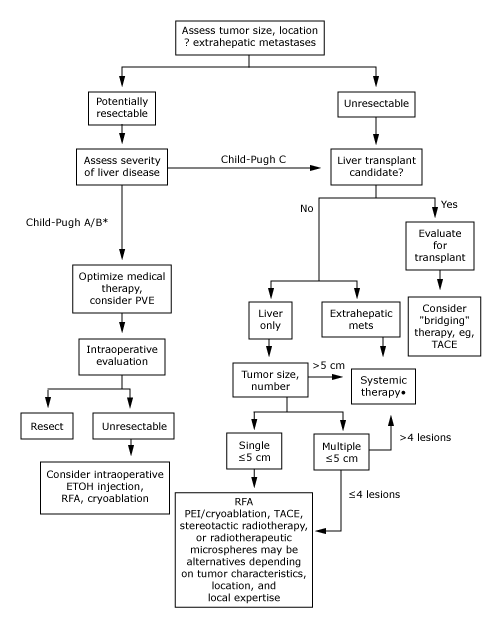 Assess tumor size, location
? extrahepatic metastases
Potentially
resectable
Unresectable
Assess severity
of liver disease
Child-Pugh C
Liver transplant
candidate?
No
Yes
Child-Pugh A/B*
Evaluate
for
transplant
Optimize medical
therapy,
consider PVE
Liver
only
Extrahepatic
mets
Consider
"bridging"
therapy, eg,
TACE
Intraoperative
evaluation
Tumor size,
number
>5 cm
Systemic
therapy•
Resect
Unresectable
Single
≤5 cm
Multiple
≤5 cm
>4 lesions
Consider intraoperative
ETOH injection,
RFA, cryoablation
≤4 lesions
RFA
PEI/cryoablation, TACE,
stereotactic radiotherapy,
or radiotherapeutic
microspheres may be
alternatives depending
on tumor characteristics,
location, and
local expertise